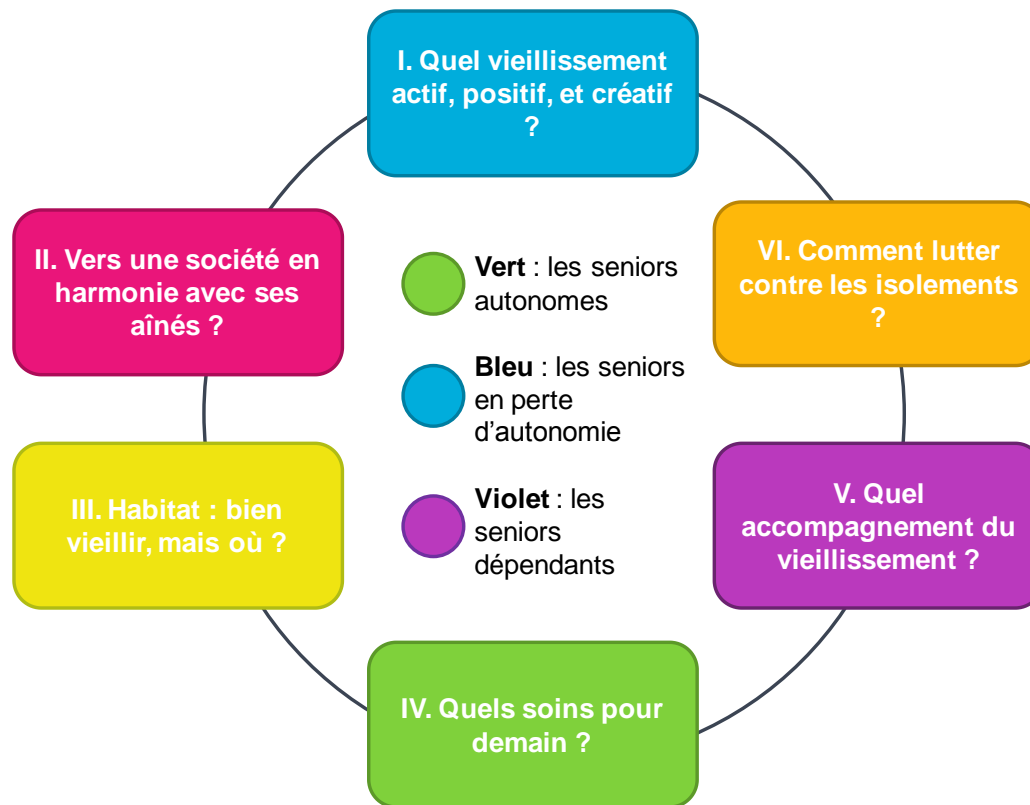 I. Quel vieillissement
actif, positif, et créatif
?
II. Vers une société en
harmonie avec ses
aînés ?
VI. Comment lutter
contre les isolements
?
Vert : les seniors
autonomes
Bleu : les seniors
en perte
d’autonomie
Violet : les
seniors
dépendants
III. Habitat : bien
vieillir, mais où ?
V. Quel
accompagnement du
vieillissement ?
IV. Quels soins pour
demain ?